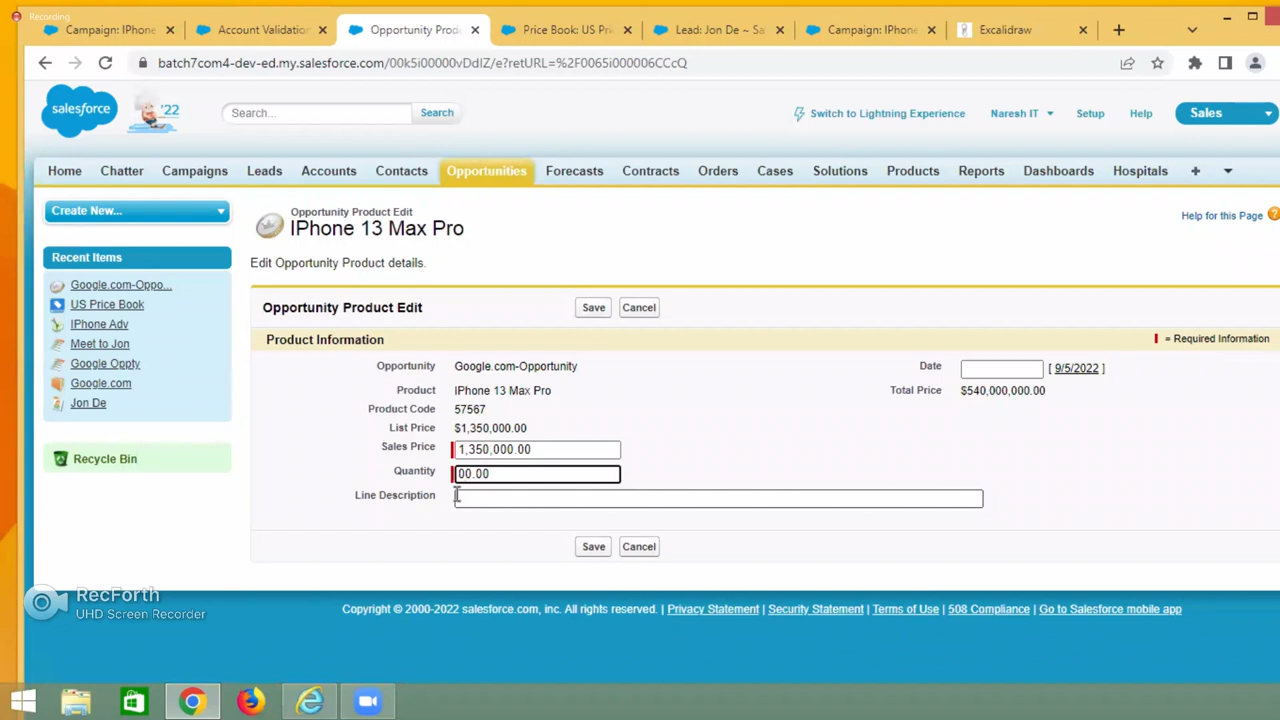 Recording
Campaign: IPhone
Account Validation
Opportunity Prod
Price Book: US Pri
Lead: Jon De ~ Sa
Campaign: IPhone
Excalidraw
batch7com4-dev-ed.my.salesforce.com/00k5i00000vDdIZ/e?retURL=%2F0065i000006CCcQ
salesforce
'22
Search...
Search
Switch to Lightning Experience
Naresh IT
Setup
Help
Sales
Home Chatter Campaigns Leads Accounts Contacts Opportunities Forecasts Contracts Orders Cases Solutions Products Reports Dashboards Hospitals +
Create New...
Recent Items
Google.com-Oppo...
US Price Book
IPhone Adv
Meet to Jon
Google Oppty
Google.com
Jon De
Recycle Bin
Opportunity Product Edit
IPhone 13 Max Pro
Help for this Page ?
Edit Opportunity Product details.
Opportunity Product Edit
Save Cancel
Product Information
= Required Information
Opportunity Google.com-Opportunity
Date [ 9/5/2022 ]
Product IPhone 13 Max Pro
Total Price $540,000,000.00
Product Code 57567
List Price $1,350,000.00
Sales Price 1,350,000.00
Quantity 00.00
Line Description
Save Cancel
RecForth
UHD Screen Recorder
Copyright © 2000-2022 salesforce.com, inc. All rights reserved. | Privacy Statement | Security Statement | Terms of Use | 508 Compliance | Go to Salesforce mobile app